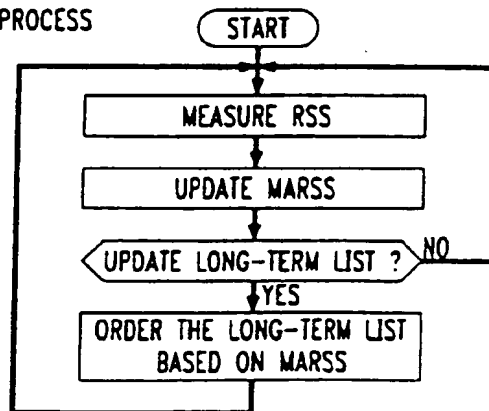 PROCESS
START
MEASURE RSS
UPDATE MARSS
UPDATE LONG-TERM LIST ?
NO
YES
ORDER THE LONG-TERM LIST
BASED ON MARSS